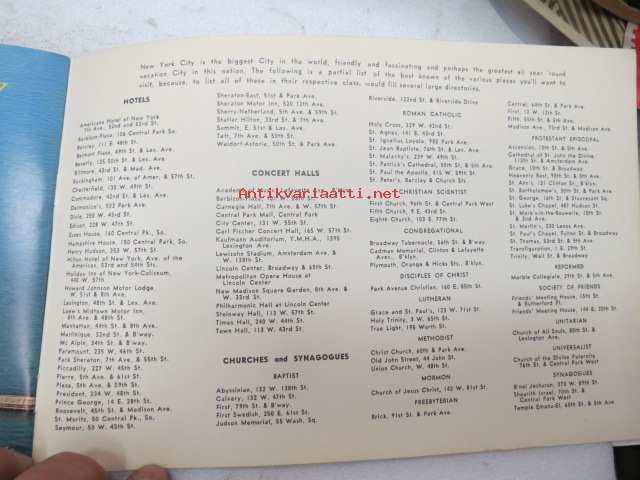 New York City is the biggest City in the world, friendly and fascinating and perhaps the greatest all year 'round
vacation City in this nation. The following is a partial list of the best known of the various places you'll want to
visit, because, to list all of these in their respective class, would fill several large directories.
HOTELS
Americana Hotel of New York
7th Ave., 52nd and 53rd St.
Barbizon-Plaza, 106 Central Park So.
Barclay, 111 E. 48th St.
Belmont Plaza, 49th St. & Lex. Ave.
Beverly, 125 50th St. & Lex. Ave.
Biltmore, 43rd St. & Mad. Ave.
Buckingham, 101 Ave. of Amer. & 57th St.
Chesterfield, 130 W. 49th St.
Commodore, 42nd St. & Lex. Ave.
Delmonico's, 502 Park Ave.
Dixie, 250 W. 43rd St.
Edison, 228 W. 47th St.
Essex House, 160 Central Park So.
Hampshire House, 150 Central Park, So.
Henry Hudson, 353 W. 57th St.
Hilton Hotel of New York, Ave. of the
Americas, 53rd and 54th Sts.
Holiday Inn of New York-Coliseum,
440 W. 57th
Howard Johnson Motor Lodge,
W. 51st & 8th Ave.
Lexington, 48th St. & Lex. Ave.
Loew's Midtown Motor Inn,
8th Ave. & 48th St.
Manhattan, 44th St. & 8th Ave.
Martinique, 32nd St. & B'way.
Mc Alpin, 34th St. & B'way.
Paramount, 235 W. 46th St.
Park Sheraton, 7th Ave. & 55th St.
Piccadilly, 227 W. 45th St.
Pierre, 5th Ave. & 61st St.
Plaza, 5th Ave. & 59th St.
President, 234 W. 48th St.
Prince George, 14 E. 28th St.
Roosevelt, 45th St. & Madison Ave.
St. Moritz, 50 Central Pk., So.
Seymour, 50 W. 45th St.
Sheraton-East, 51st & Park Ave.
Sheraton Motor Inn, 520 12th Ave.
Sherry-Netherland, 5th Ave. & 59th St.
Statler Hilton, 33rd St. & 7th Ave.
Summit, E. 51st & Lex. Ave.
Taft, 7th Ave. & 50th St.
Waldorf-Astoria, 50th St. & Park Ave.
CONCERT HALLS
Barbizon-Plaza, 101 W. 58th St.
Carnegie Hall, 7th Ave. & W. 57th St.
Central Park Mall, Central Park
City Center, 131 W. 55th St.
Carl Fischer Concert Hall, 165 W. 57th St.
Kaufmann Auditorium, Y.M.H.A., 1395
Lexington Ave.
Lewisohn Stadium, Amsterdam Ave. &
W. 138th St.
Lincoln Center, Broadway & 65th St.
Metropolitan Opera House at
Lincoln Center
New Madison Square Garden, 8th Ave. &
W. 33rd St.
Philharmonic Hall at Lincoln Center
Steinway Hall, 113 W. 57th St.
Times Hall, 240 W. 44th St.
Town Hall, 113 W. 43rd St.
CHURCHES and SYNAGOGUES
BAPTIST
Abyssinian, 132 W. 138th St.
Calvary, 132 W. 47th St.
First, 79th St. & B'way.
First Swedish, 250 E. 61st St.
Judson Memorial, 55 Wash. Sq.
Riverside, 122nd St. & Riverside Drive
ROMAN CATHOLIC
Holy Cross, 329 W. 42nd St.
St. Agnes, 141 E. 43rd St.
St. Ignatius Loyola, 980 Park Ave.
St. Jean Baptiste, 76th St. & Lex. Ave.
St. Malachy's, 239 W. 49th St.
St. Patrick's Cathedral, 50th St. & 5th Ave.
St. Paul the Apostle, 415 W. 59th St.
St. Peter's, Barclay & Church St.
CHRISTIAN SCIENTIST
First Church, 96th St. & Central Park West
Fifth Church, 9 E. 43rd St.
Eighth Church, 103 E. 77th St.
CONGREGATIONAL
Broadway Tabernacle, 56th St. & B'way
Cadman Memorial, Clinton & Lafayette
Aves., B'klyn.
Plymouth, Orange & Hicks Sts., B'klyn.
DISCIPLES OF CHRIST
Park Avenue Christian, 160 E. 85th St.
LUTHERAN
Grace and St. Paul's, 123 W. 71st St.
Holy Trinity, 3 W. 65th St.
True Light, 195 Worth St.
METHODIST
Christ Church, 60th & Park Ave.
Old John Street, 44 John St.
Union Church, W. 48th St.
MORMON
Church of Jesus Christ, 142 W. 81st St.
PRESBYTERIAN
Brick, 91st St. & Park Ave.
Central, 64th St. & Park Ave.
First, 12 W. 12th St.
Fifth Ave., 55th St. & 5th Ave.
Madison Ave. 73rd St. & Madison Ave.
PROTESTANT EPISCOPAL
Ascension, 10th St. & 5th Ave.
Cathedral of St. John the Divine,
112th St. & Amsterdam Ave.
Grace, 10th St. & Broadway
Heavenly Rest, 90th St. & 5th Ave.
St. Ann's, 131 Clinton St., B'klyn.
St. Bartholomew's, 50th St. & Park Ave.
St. George, 16th St. & Stuyvesant Sq.
St. Luke's Chapel, 487 Hudson St.
St. Mark's-in-the-Bouwerie, 10th St.
& 2nd Ave.
St. Martin's, 230 Lenox Ave.
St. Paul's Chapel, Fulton St. & Broadway
St. Thomas, 53rd St. & 5th Ave.
Transfiguration, 1 E. 29th St.
Trinity, Wall St. & Broadway
REFORMED
Marble Collegiate, 29th St. & 5th Ave.
SOCIETY OF FRIENDS
Friends' Meeting House, 15th St.
& Rutherford Pl.
Friends' Meeting House, 144 E. 20th St.
UNITARIAN
Church of All Souls, 80th St. &
Lexington Ave.
UNIVERSALIST
Church of the Divine Paternity
76th St. & Central Park West
SYNAGOGUES
B'nai Jeshurun, 270 W. 89th St.
Shearith Israel, 70th St. &
Central Park West
Temple Emanu-El, 65th St. & 5th Ave.
Antikvariaatti.net